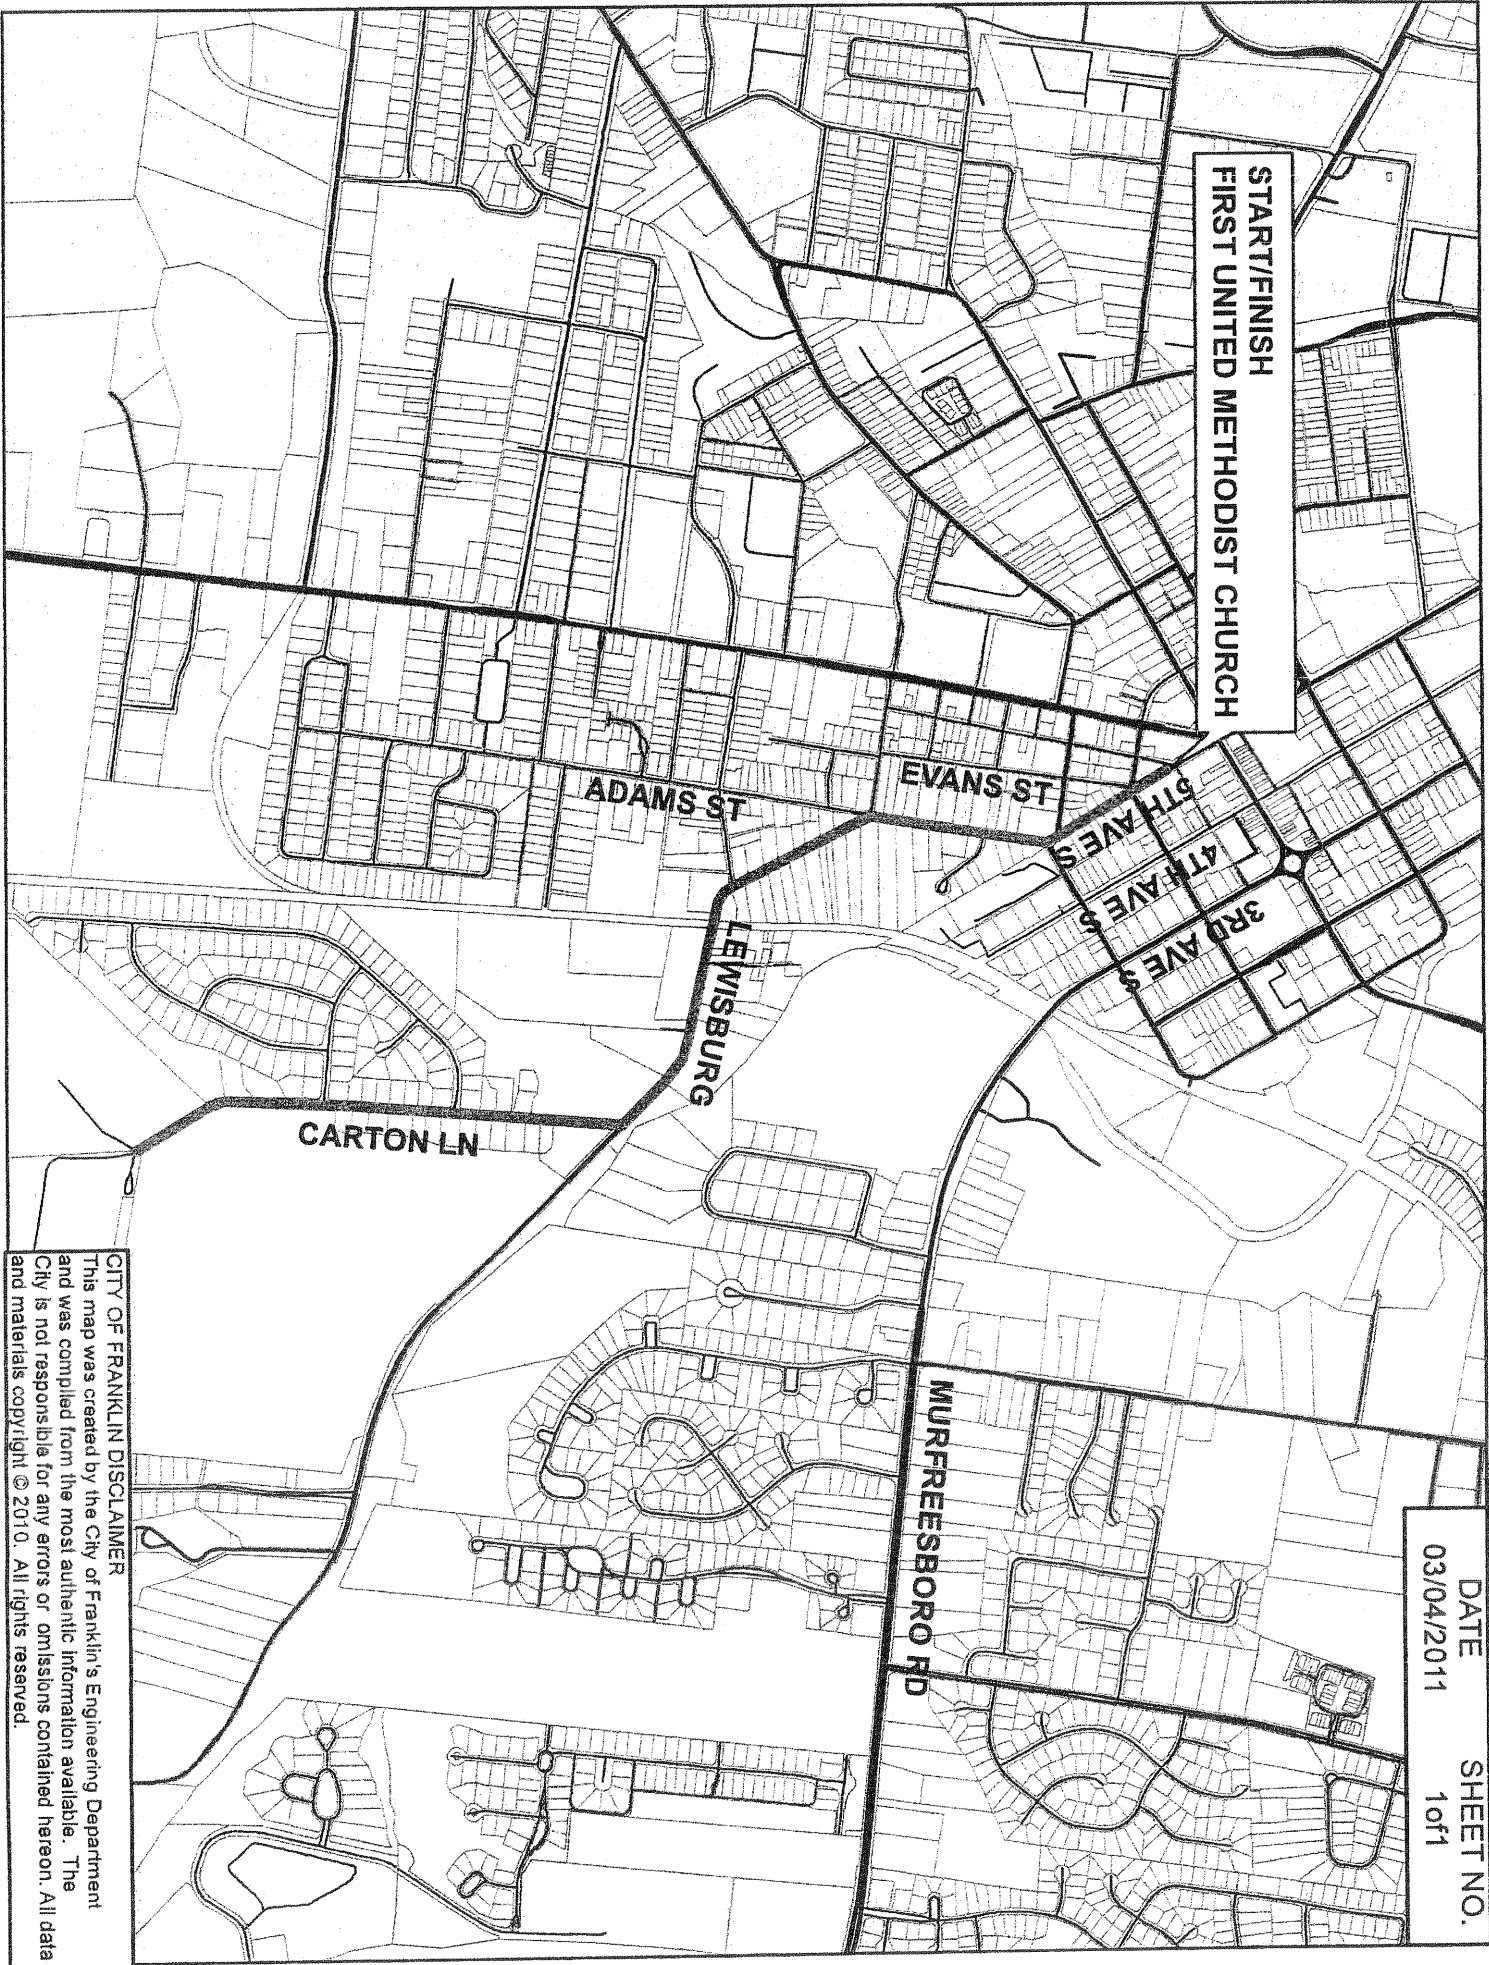 START/FINISH
FIRST UNITED METHODIST CHURCH
DATE SHEET NO.
03/04/2011 1of1
5TH AVE S
4TH AVE S
3RD AVE S
EVANS ST
ADAMS ST
LEWISBURG
CARTON LN
MURFREESBORO RD
CITY OF FRANKLIN DISCLAIMER
This map was created by the City of Franklin's Engineering Department
and was compiled from the most authentic information available. The
City is not responsible for any errors or omissions contained hereon. All data
and materials copyright © 2010. All rights reserved.